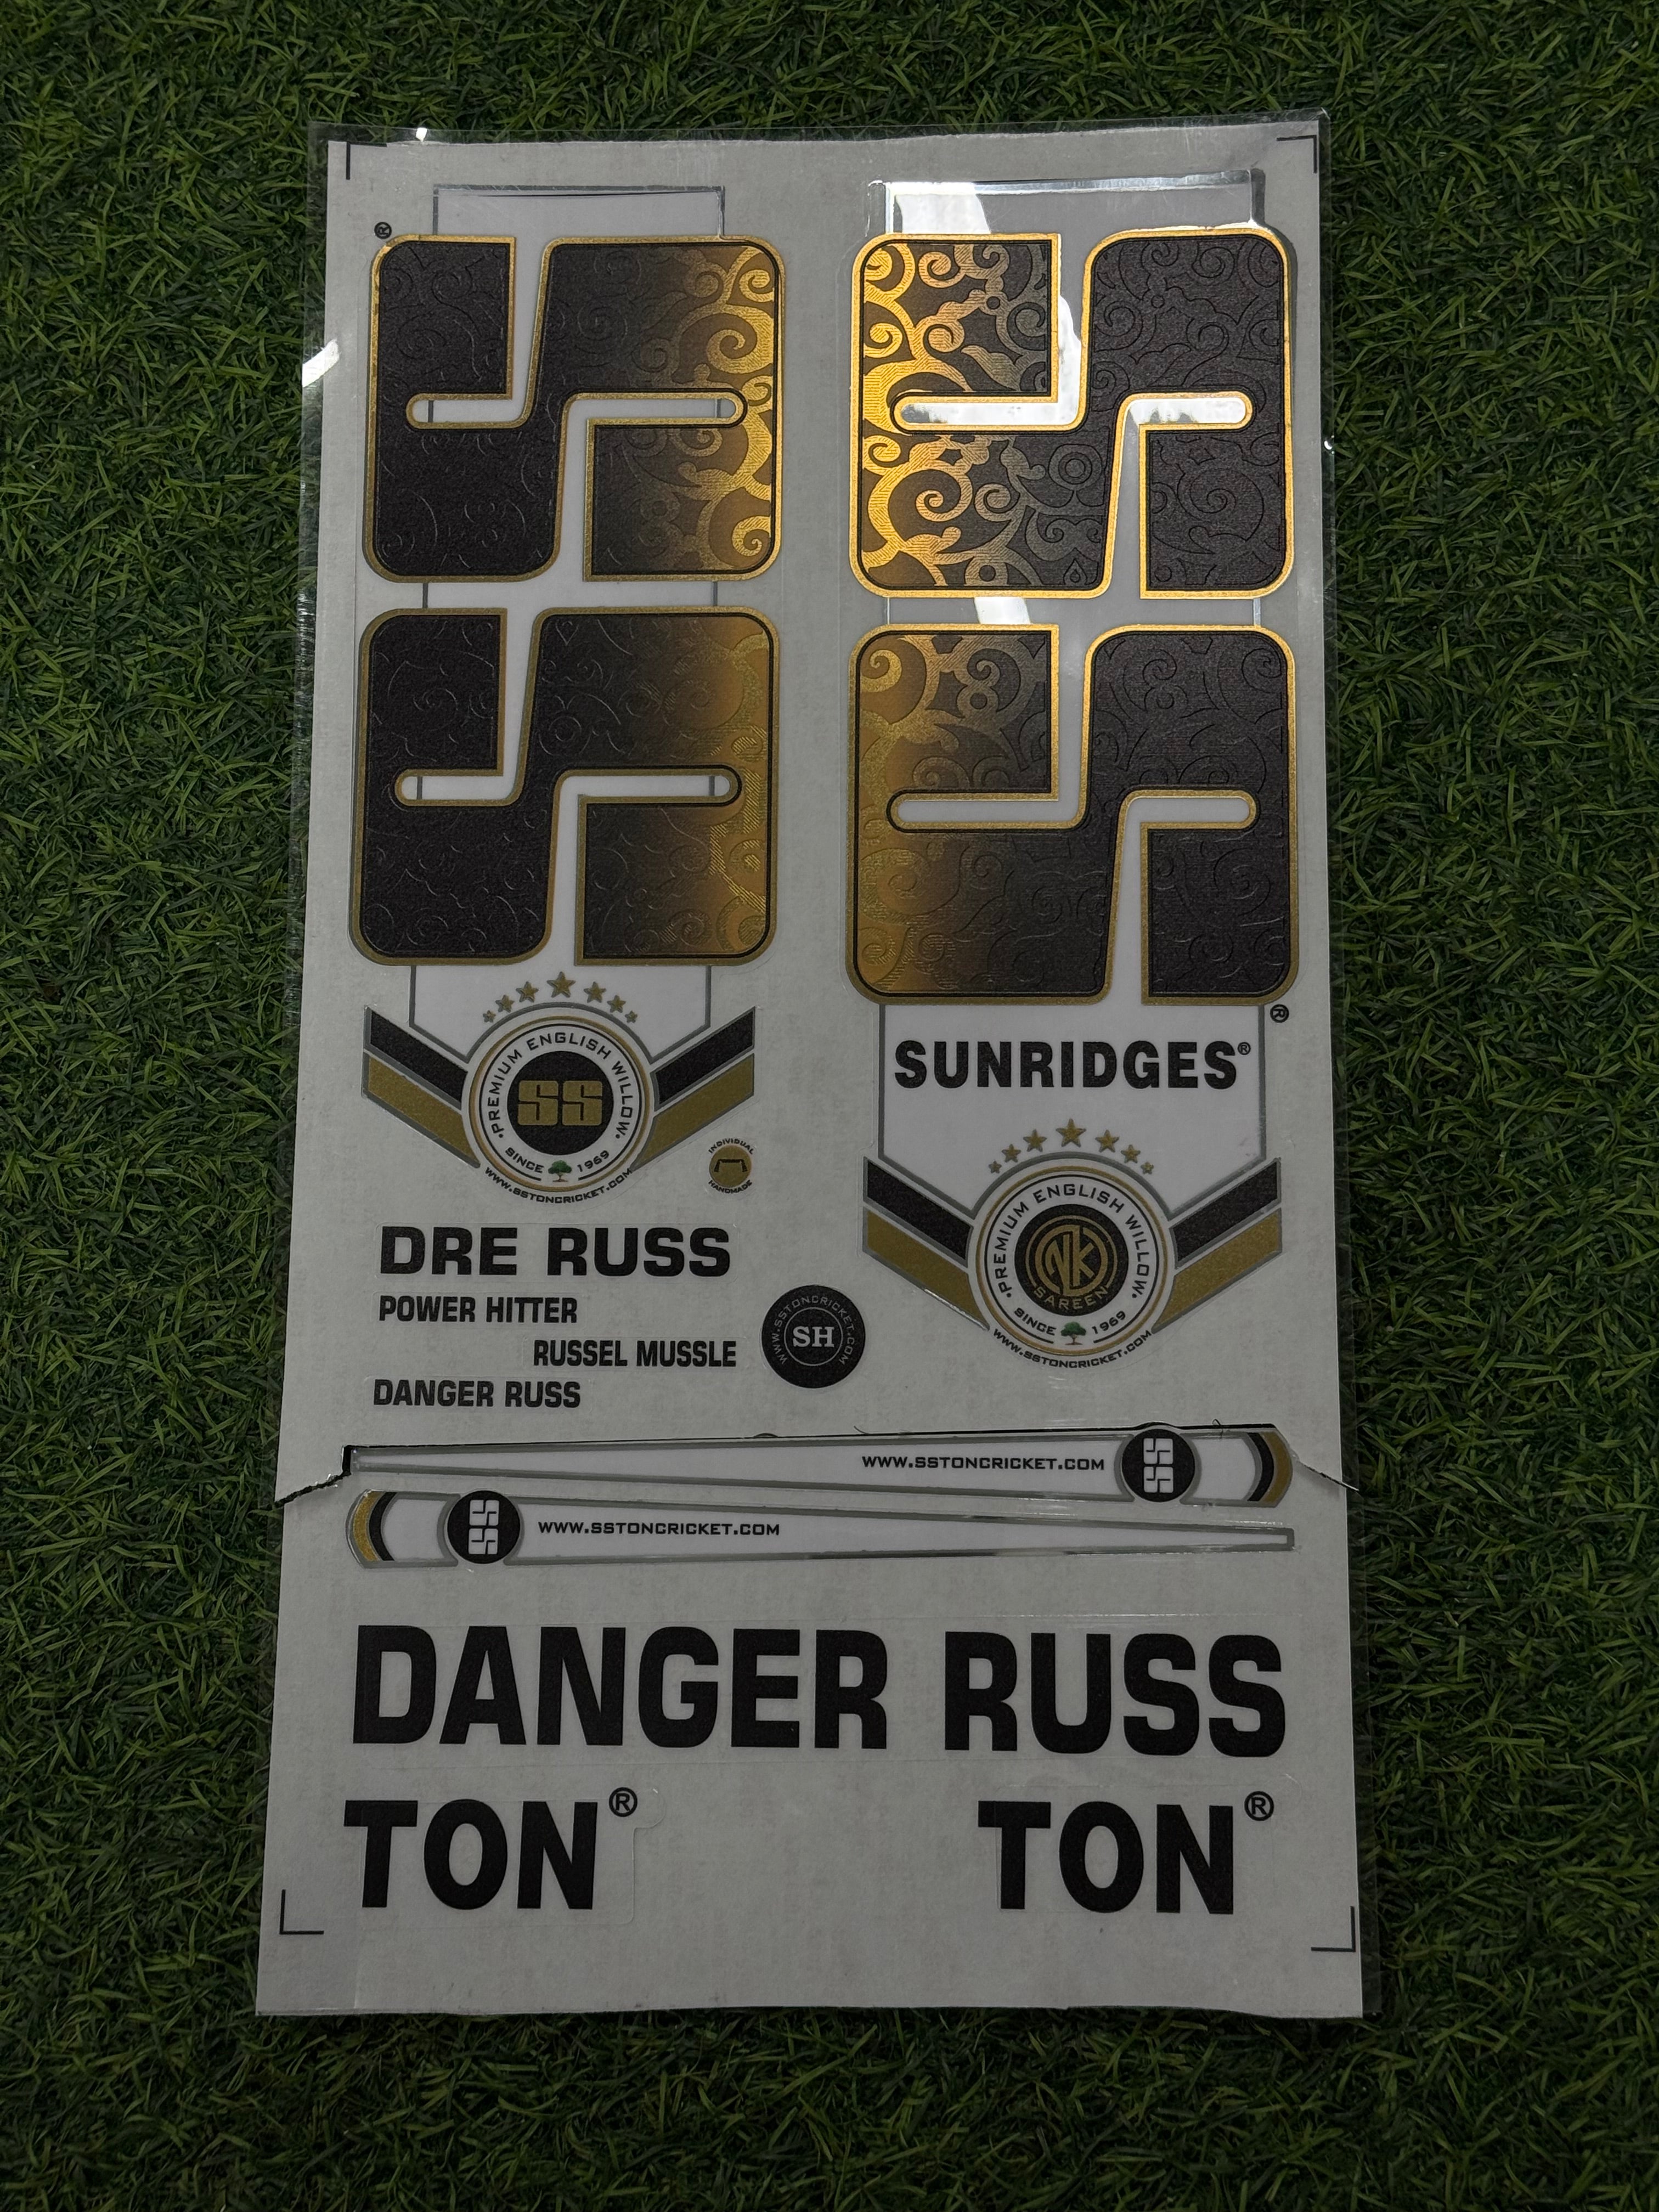 ®
SS
SS
®
PREMIUM ENGLISH WILLOW
SS
SINCE 1969
WWW.SSTONCRICKET.COM
INDIVIDUAL
HANDMADE
SUNRIDGES®
PREMIUM ENGLISH WILLOW
NK
SAREEN
SINCE 1969
WWW.SSTONCRICKET.COM
DRE RUSS
POWER HITTER
RUSSEL MUSSLE
DANGER RUSS
WWW.SSTONCRICKET.COM
SH
WWW.SSTONCRICKET.COM
SS
SS
WWW.SSTONCRICKET.COM
DANGER RUSS
TON® TON®